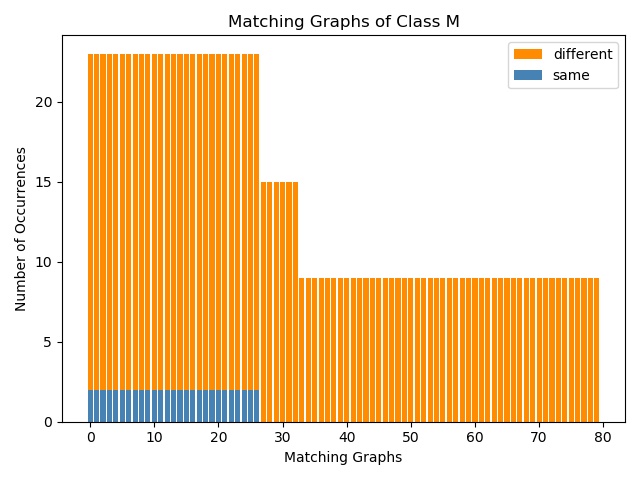 Matching Graphs of Class M
different
same
Number of Occurrences
20
15
10
5
0
0 10 20 30 40 50 60 70 80
Matching Graphs